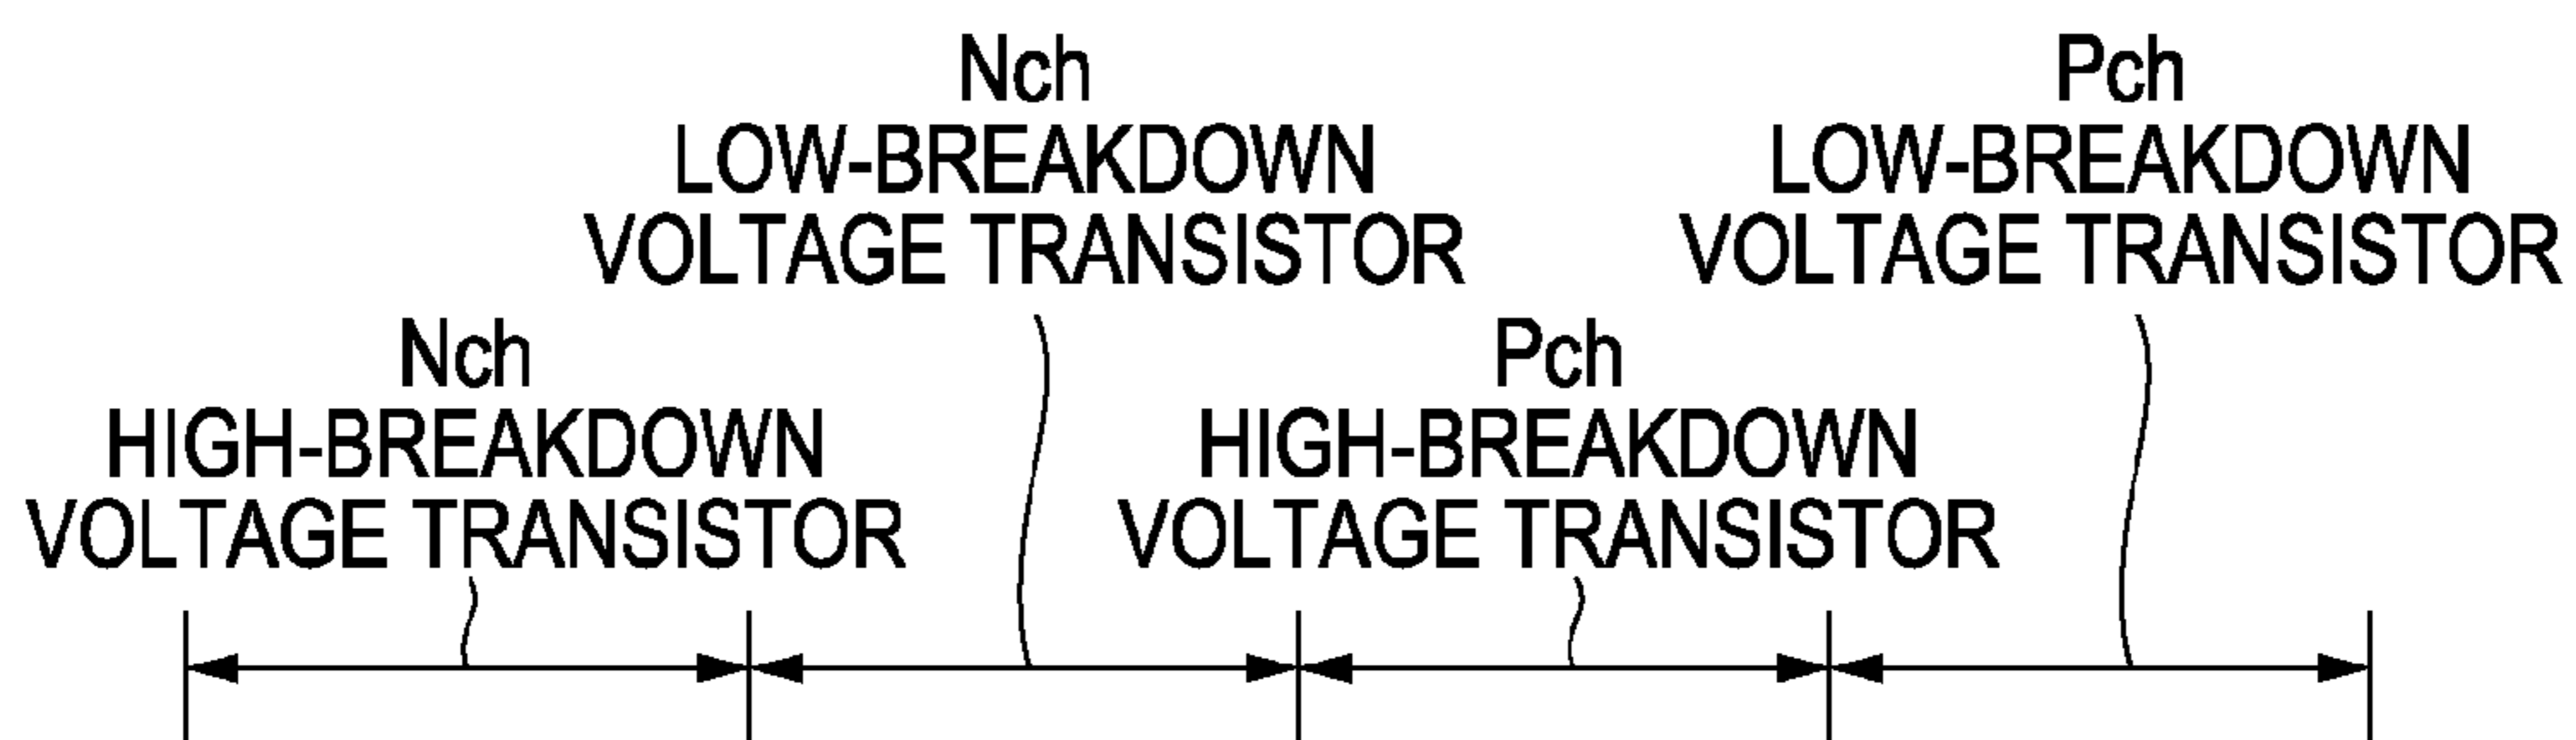 Nch
LOW-BREAKDOWN
VOLTAGE TRANSISTOR
Pch
LOW-BREAKDOWN
VOLTAGE TRANSISTOR
Nch
HIGH-BREAKDOWN
VOLTAGE TRANSISTOR
Pch
HIGH-BREAKDOWN
VOLTAGE TRANSISTOR